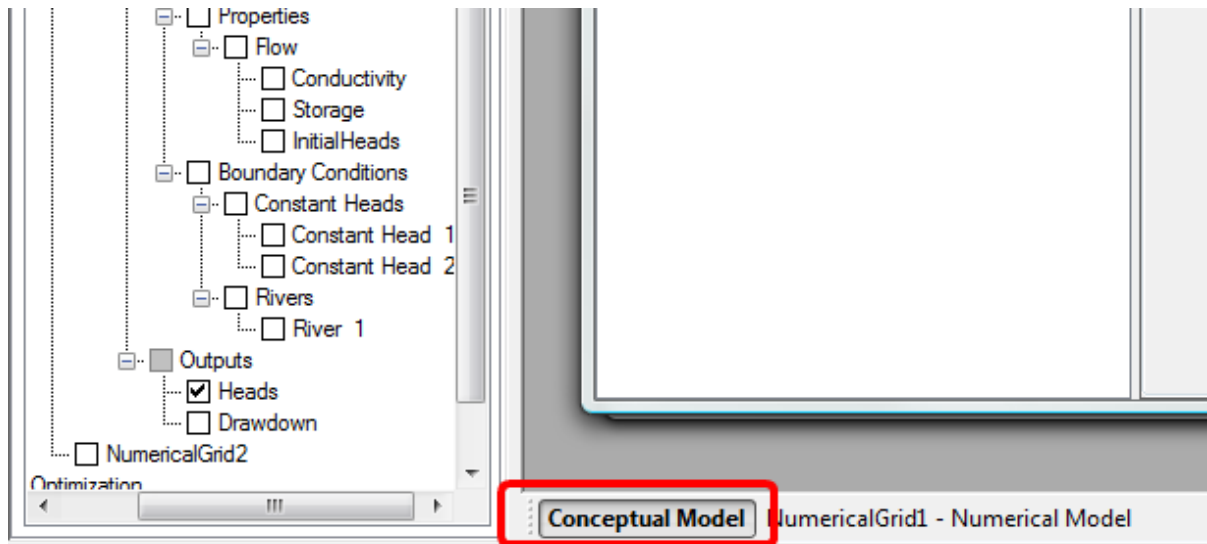 Properties
Flow
Conductivity
Storage
InitialHeads
Boundary Conditions
Constant Heads
Constant Head 1
Constant Head 2
Rivers
River 1
Outputs
Heads
Drawdown
NumericalGrid2
Optimization
Conceptual Model NumericalGrid1 - Numerical Model